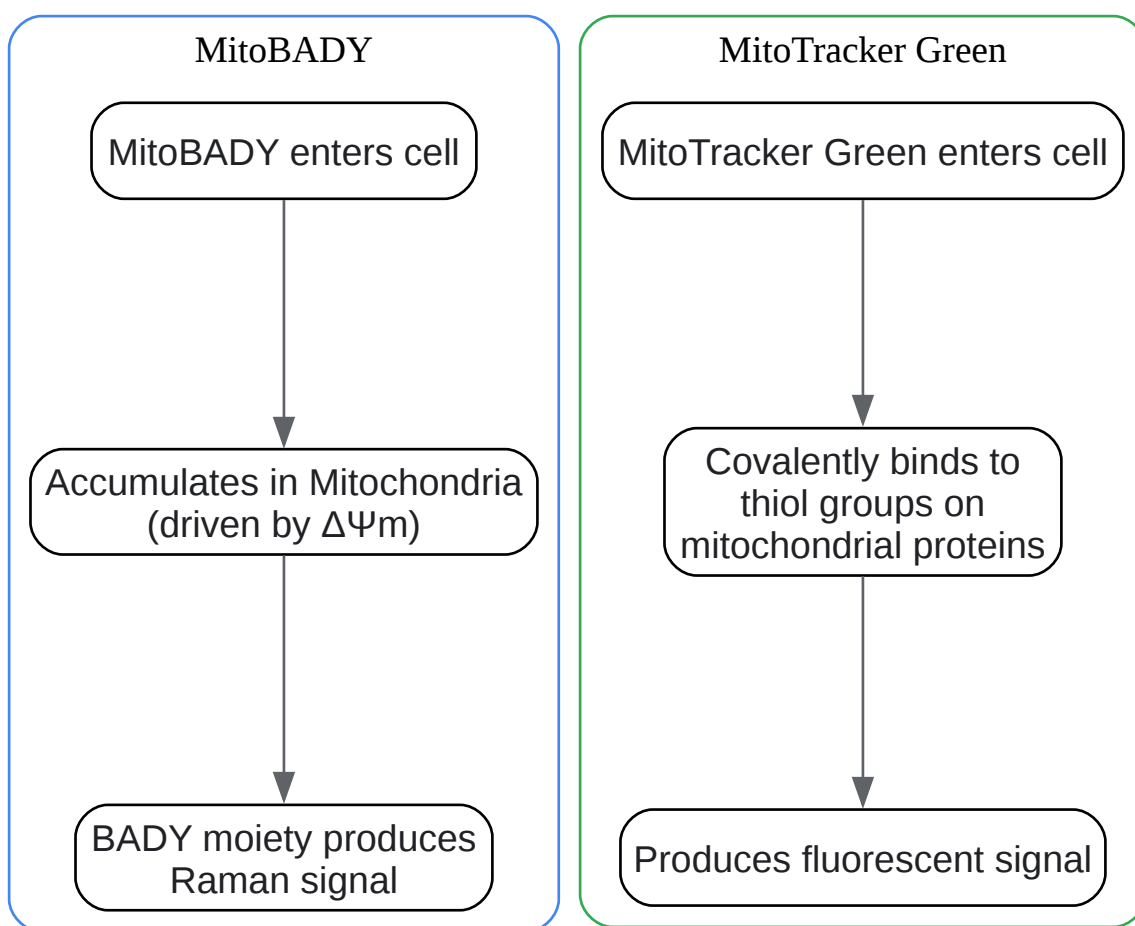 MitoBADY
MitoBADY enters cell
Accumulates in Mitochondria
(driven by ΔΨm)
BADY moiety produces
Raman signal
MitoTracker Green
MitoTracker Green enters cell
Covalently binds to
thiol groups on
mitochondrial proteins
Produces fluorescent signal